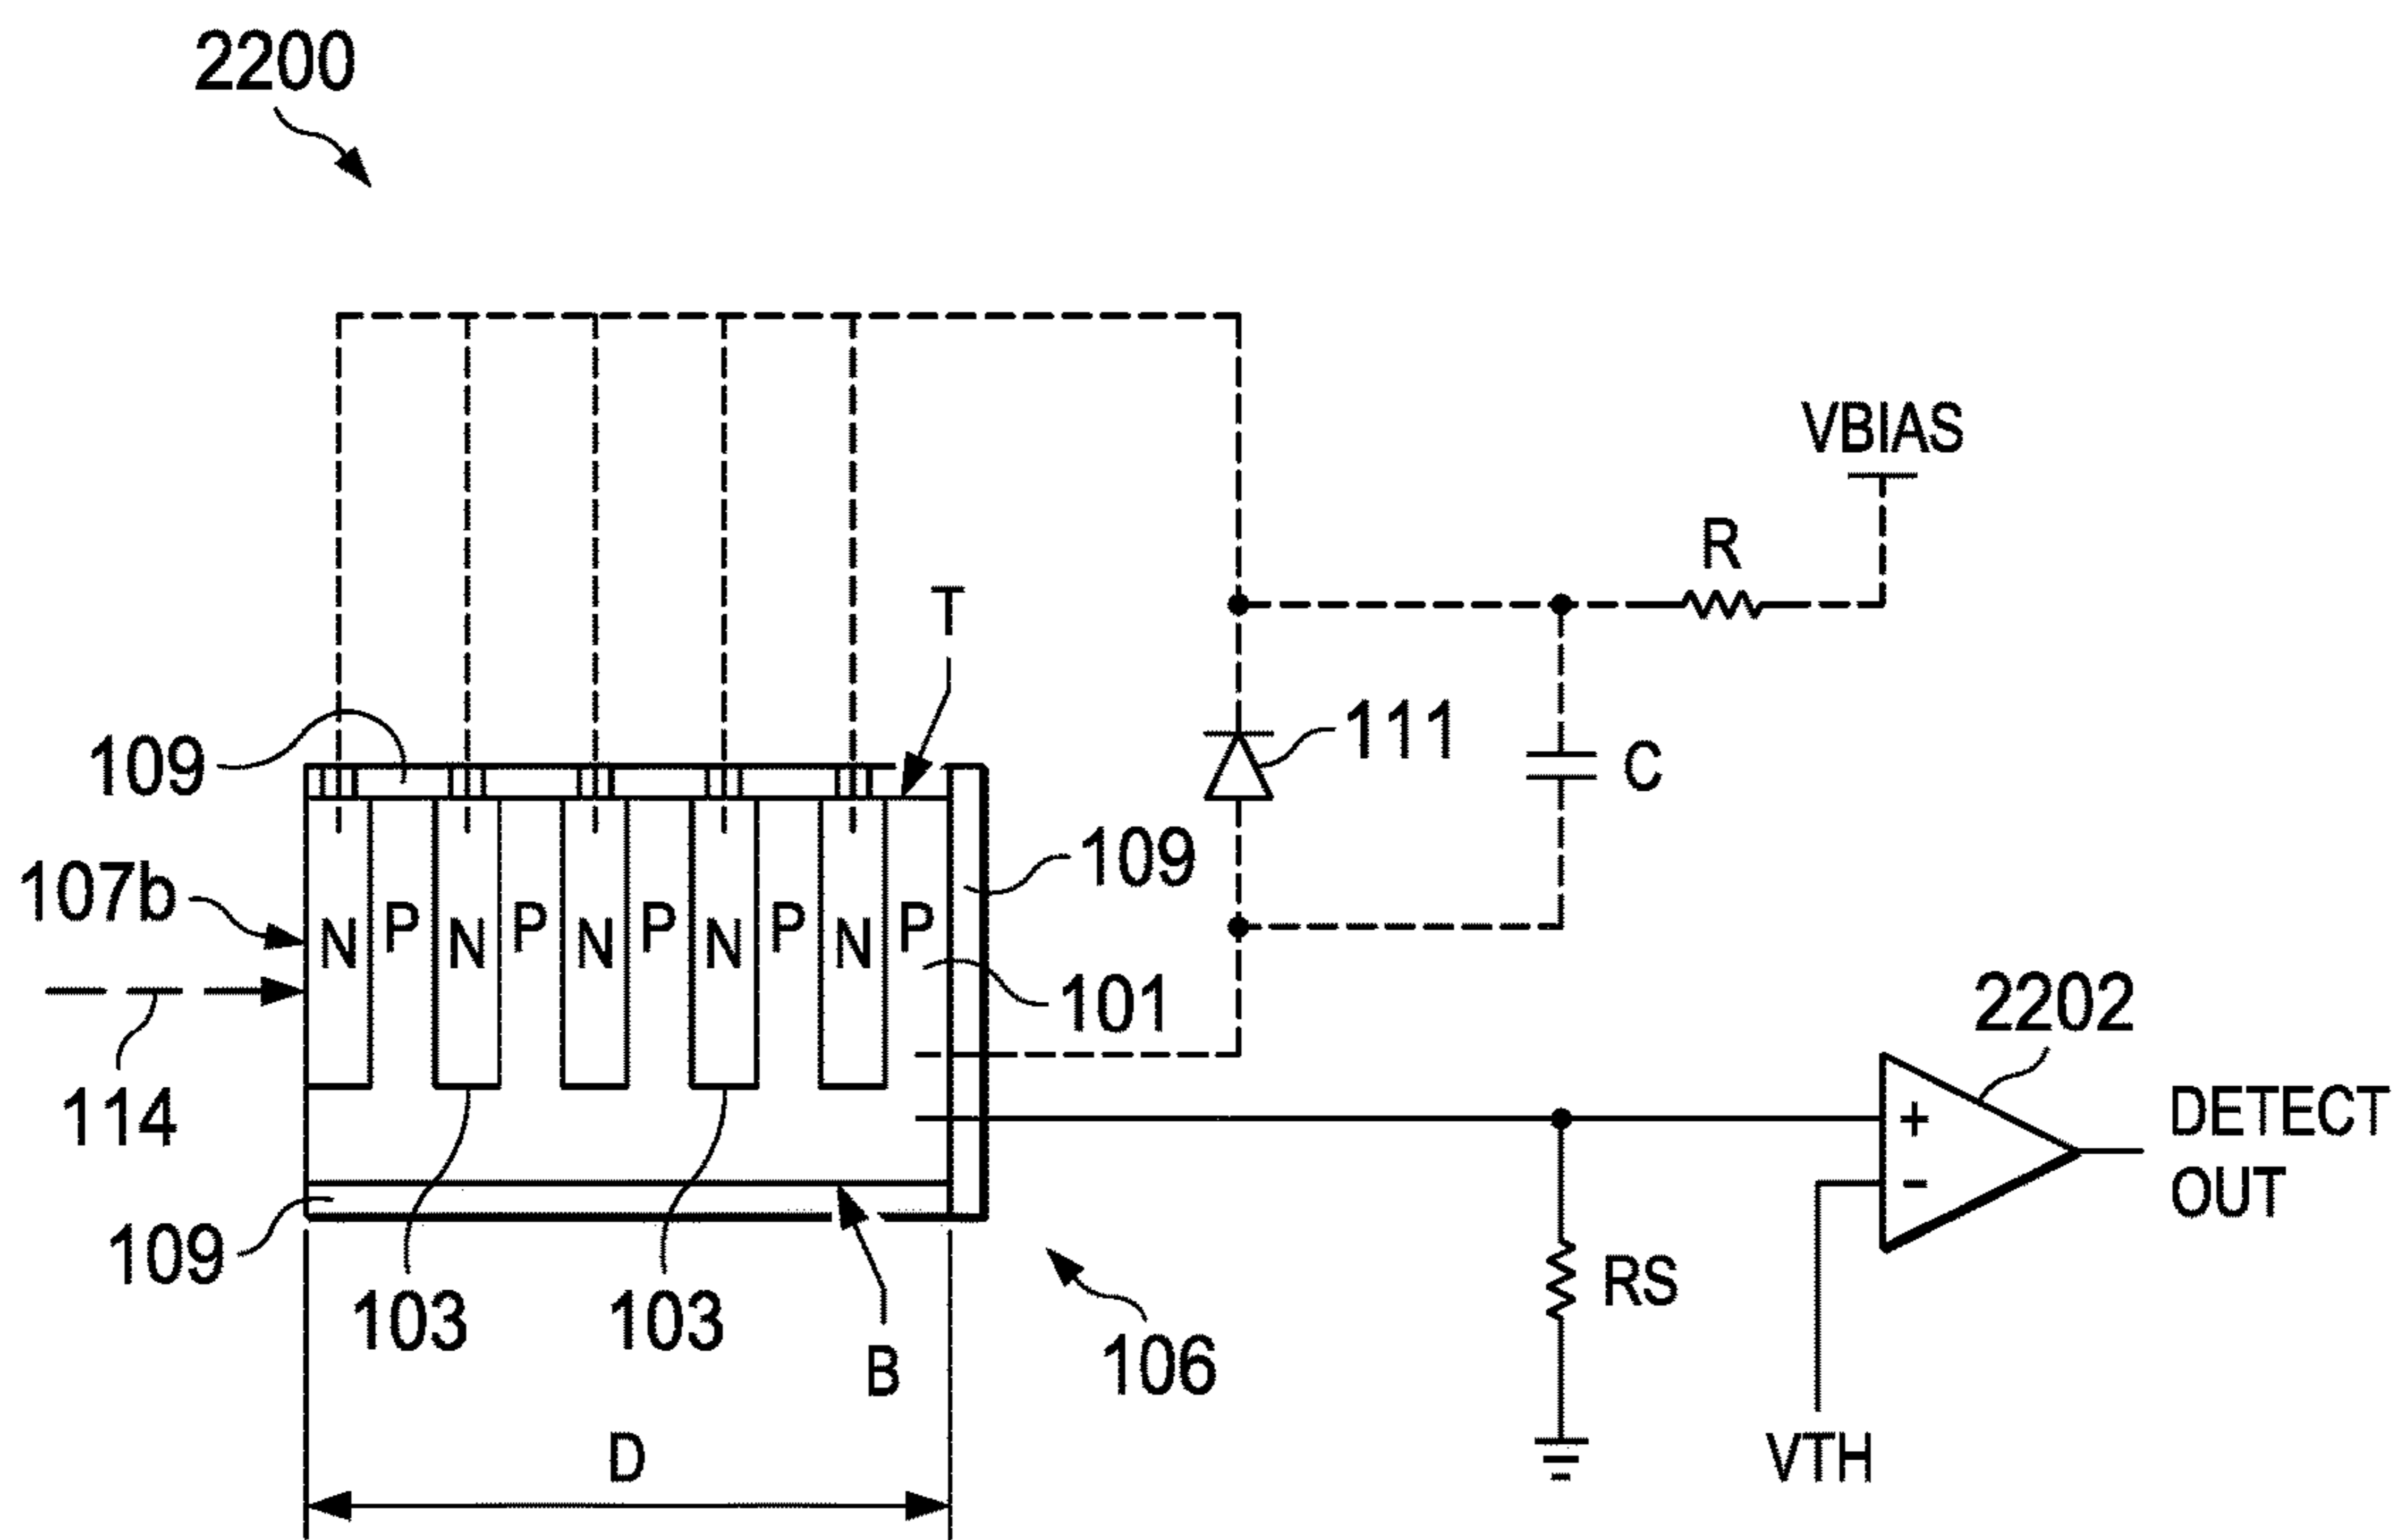 2200
VBIAS
R
T
111
C
109
109
107b
N P N P N P N P N P
101
2202
114
+
DETECT
OUT
-
109
103
103
B
106
RS
D
VTH